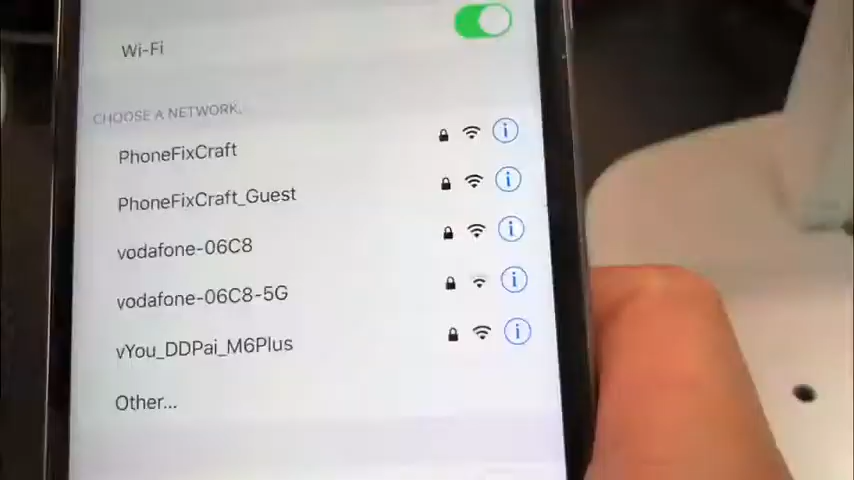 Wi-Fi
CHOOSE A NETWORK.
PhoneFixCraft
PhoneFixCraft_Guest
vodafone-06C8
vodafone-06C8-5G
vYou_DDPai_M6Plus
Other...